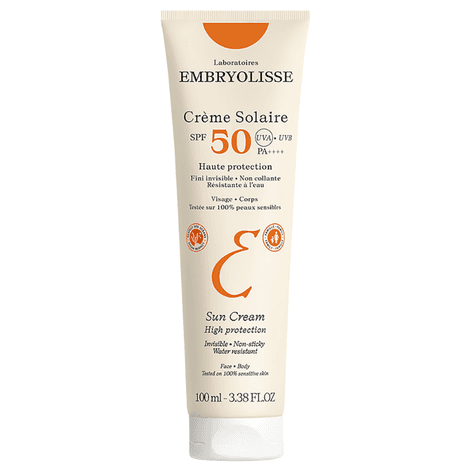 Laboratoires
EMBRYOLISSE
Crème Solaire
SPF 50 UVA • UVB
PA++++
Haute protection
Fini invisible • Non collante
Résistante à l'eau
Visage • Corps
Testée sur 100% peaux sensibles
E
Sun Cream
High protection
Invisible • Non-sticky
Water resistant
Face • Body
Tested on 100% sensitive skin
100 ml - 3.38 FL.OZ